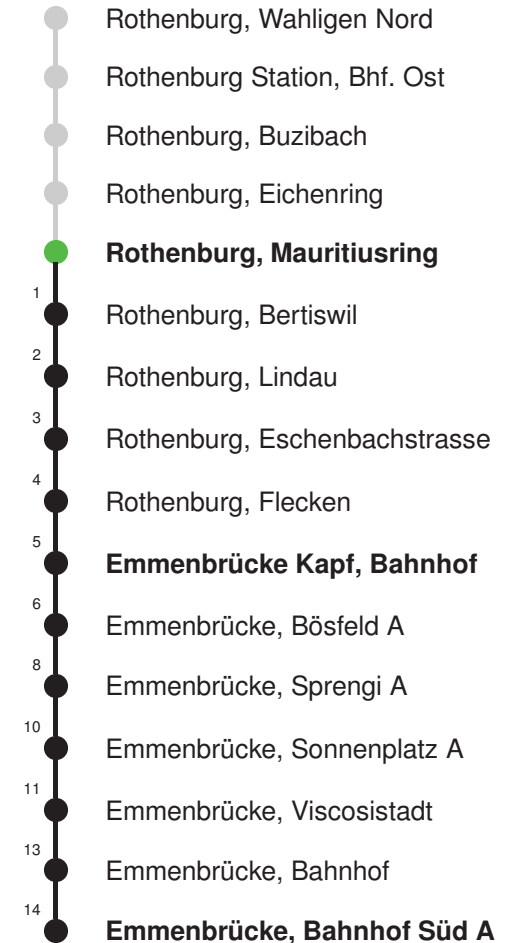 Rothenburg, Wahligen Nord
Rothenburg Station, Bhf. Ost
Rothenburg, Buzibach
Rothenburg, Eichenring
Rothenburg, Mauritiusring
1 Rothenburg, Bertiswil
2 Rothenburg, Lindau
3 Rothenburg, Eschenbachstrasse
4 Rothenburg, Flecken
5 Emmenbrücke Kapf, Bahnhof
6 Emmenbrücke, Bösfeld A
8 Emmenbrücke, Sprengi A
10 Emmenbrücke, Sonnenplatz A
11 Emmenbrücke, Viscosistadt
13 Emmenbrücke, Bahnhof
14 Emmenbrücke, Bahnhof Süd A